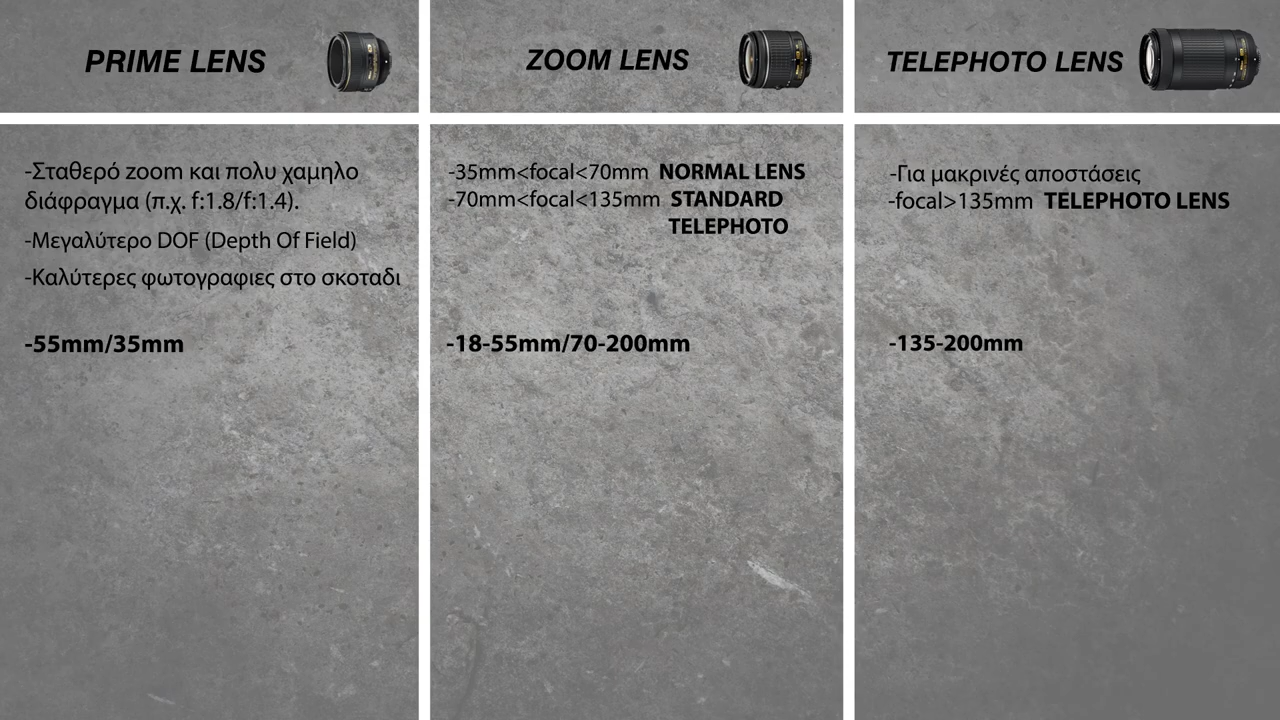 PRIME LENS
-Σταθερό zoom και πολυ χαμηλο
διάφραγμα (π.χ. f:1.8/f:1.4).
-Μεγαλύτερο DOF (Depth Of Field)
-Καλύτερες φωτογραφιες στο σκοταδι
-55mm/35mm
ZOOM LENS
-35mm<focal<70mm NORMAL LENS
-70mm<focal<135mm STANDARD
TELEPHOTO
-18-55mm/70-200mm
TELEPHOTO LENS
-Για μακρινές αποστάσεις
-focal>135mm TELEPHOTO LENS
-135-200mm